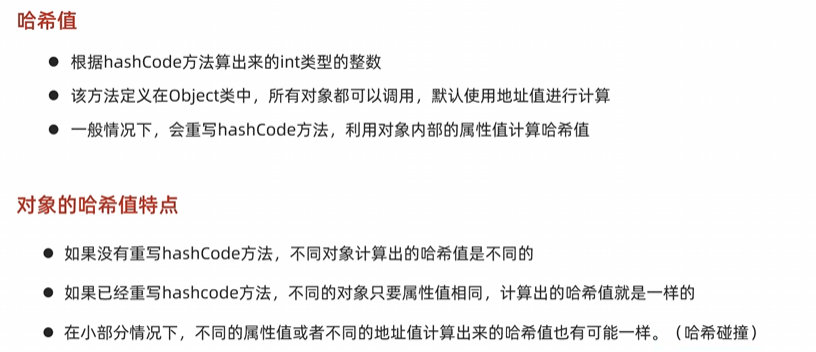 哈希值
● 根据hashCode方法算出来的int类型的整数
● 该方法定义在Object类中，所有对象都可以调用，默认使用地址值进行计算
● 一般情况下，会重写hashCode方法，利用对象内部的属性值计算哈希值
对象的哈希值特点
● 如果没有重写hashCode方法，不同对象计算出的哈希值是不同的
● 如果已经重写hashcode方法，不同的对象只要属性值相同，计算出的哈希值就是一样的
● 在小部分情况下，不同的属性值或者不同的地址值计算出来的哈希值也有可能一样。（哈希碰撞）